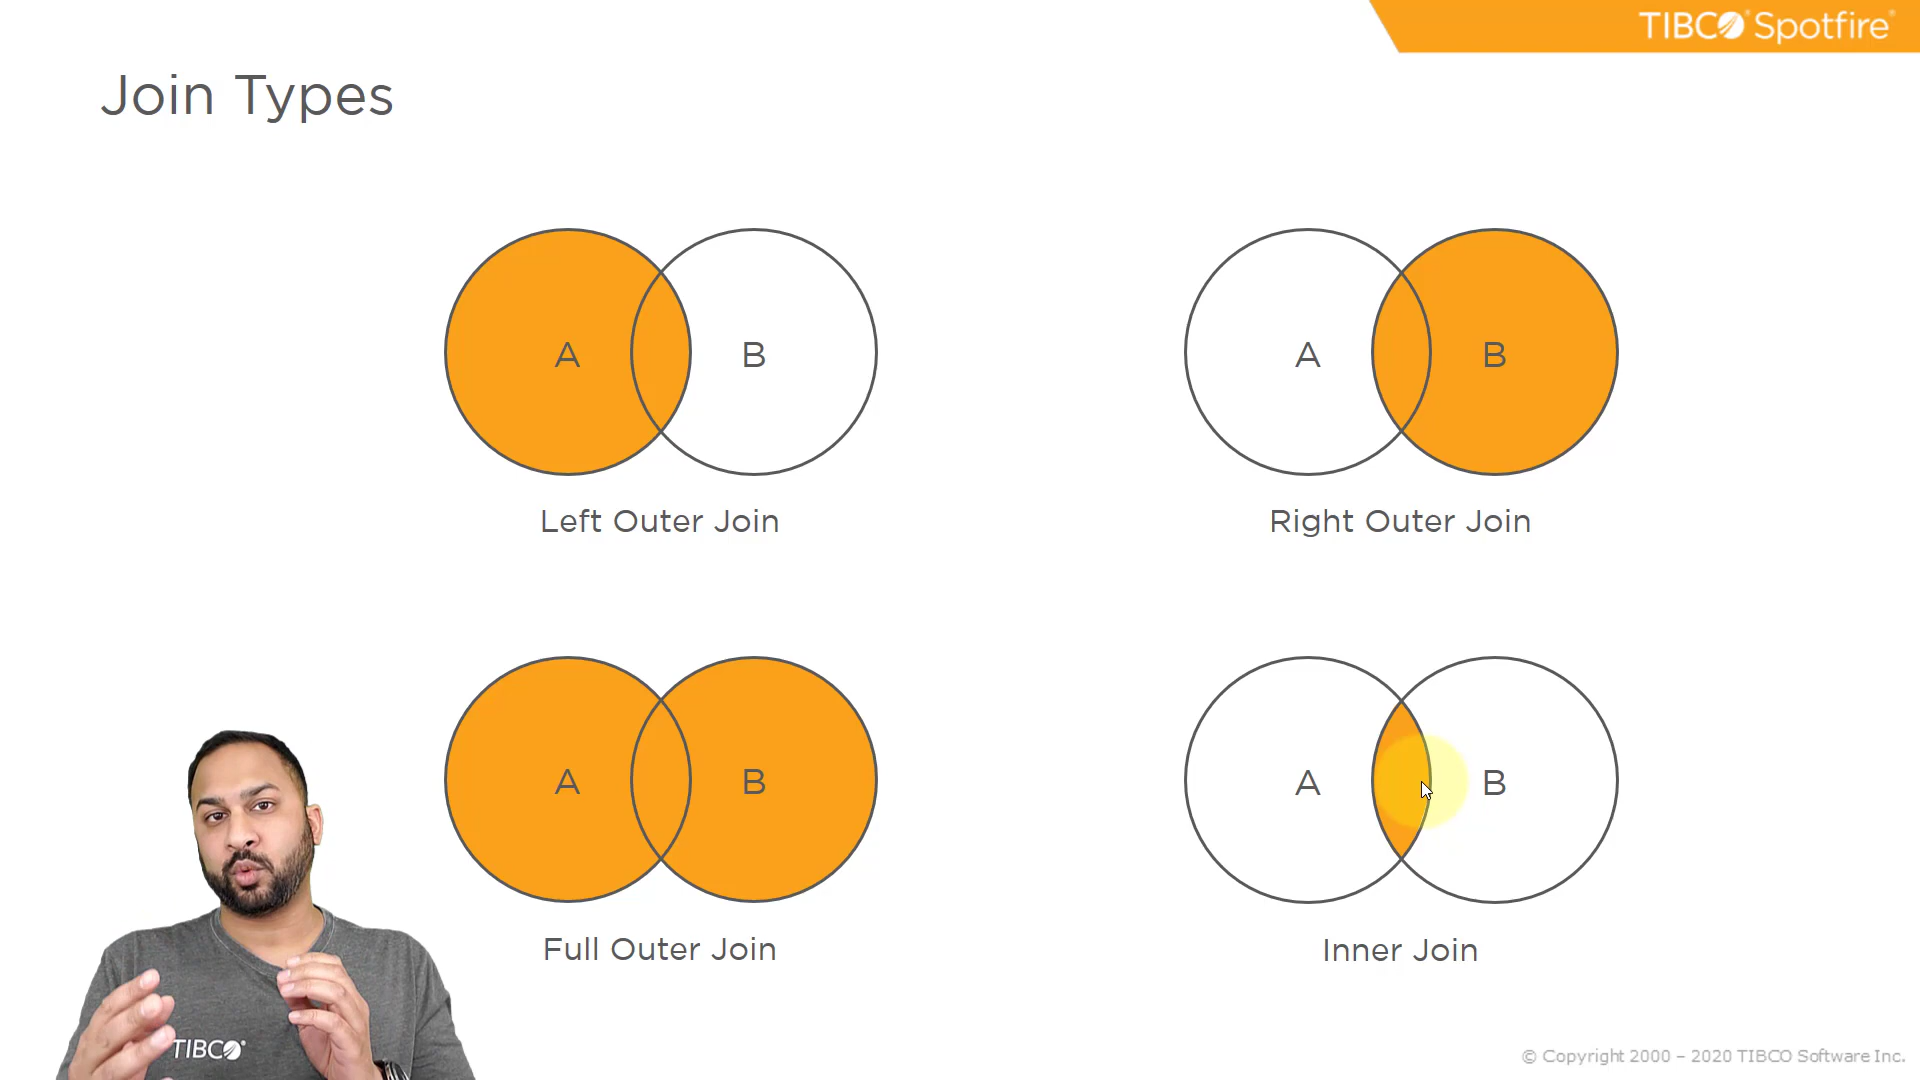 TIBCO® Spotfire®
Join Types
A B
Left Outer Join
A B
Right Outer Join
A B
Full Outer Join
A B
Inner Join
TIBCO®
© Copyright 2000 – 2020 TIBCO Software Inc.